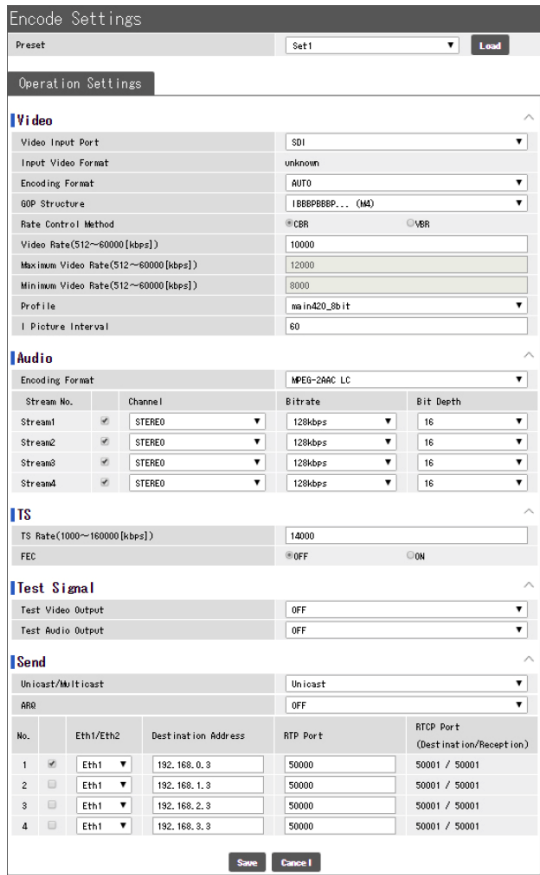 Encode Settings
Preset Set1 Load
Operation Settings
Video
Video Input Port SDI
Input Video Format unknown
Encoding Format AUTO
GOP Structure IBBBPBBBP... (M4)
Rate Control Method CBR VBR
Video Rate(512～60000[kbps]) 10000
Maximum Video Rate(512～60000[kbps]) 12000
Minimum Video Rate(512～60000[kbps]) 8000
Profile main420_8bit
I Picture Interval 60
Audio
Encoding Format MPEG-2AAC LC
Stream No. Channel Bitrate Bit Depth
Stream1 STEREO 128kbps 16
Stream2 STEREO 128kbps 16
Stream3 STEREO 128kbps 16
Stream4 STEREO 128kbps 16
TS
TS Rate(1000～160000[kbps]) 14000
FEC OFF ON
Test Signal
Test Video Output OFF
Test Audio Output OFF
Send
Unicast/Multicast Unicast
ARQ OFF
No. Eth1/Eth2 Destination Address RTP Port RTCP Port
(Destination/Reception)
1 Eth1 192.168.0.3 50000 50001 / 50001
2 Eth1 192.168.1.3 50000 50001 / 50001
3 Eth1 192.168.2.3 50000 50001 / 50001
4 Eth1 192.168.3.3 50000 50001 / 50001
Save Cancel